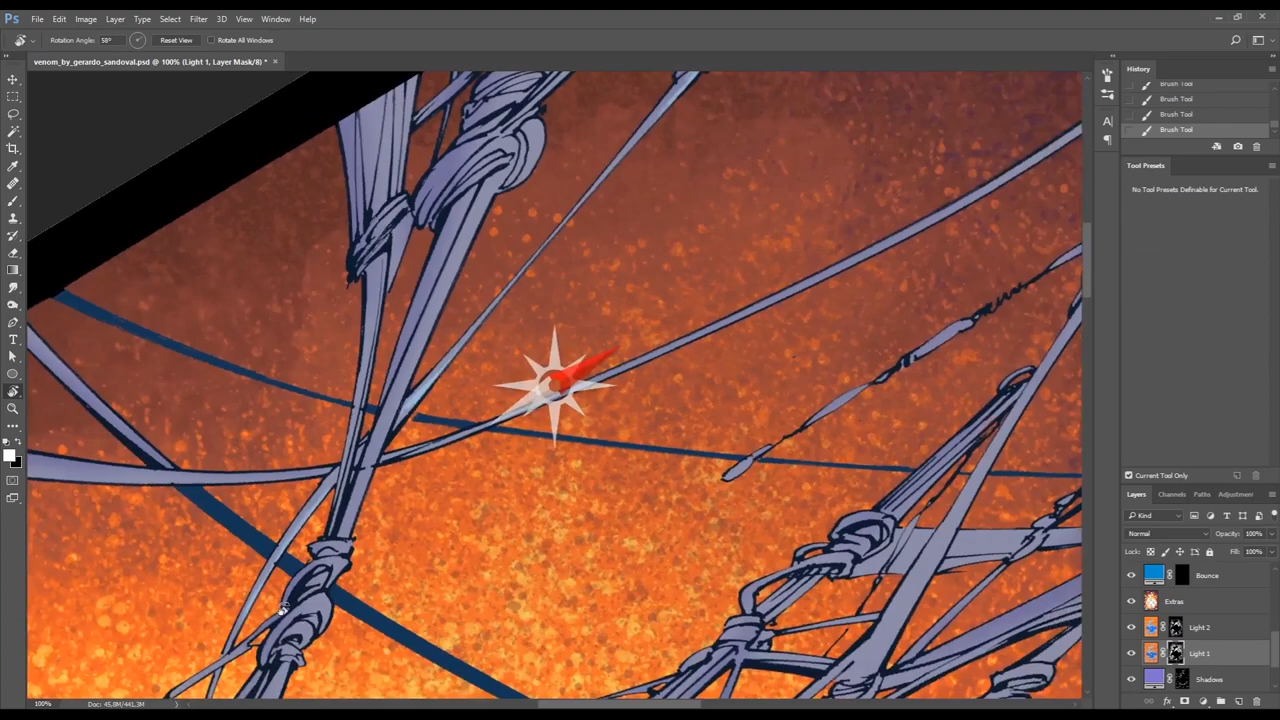 Ps File Edit Image Layer Type Select Filter 3D View Window Help
Rotation Angle: 58° Reset View Rotate All Windows
venom_by_gerardo_sandoval.psd @ 100% (Light 1, Layer Mask/8) *
History
Brush Tool
Brush Tool
Brush Tool
Brush Tool
Tool Presets
No Tool Presets Definable for Current Tool.
Current Tool Only
Layers Channels Paths Adjustmen
Kind
Normal Opacity: 100%
Lock: Fill: 100%
Bounce
Extras
Light 2
Light 1
Shadows
100% Doc: 45.8M/441.3M